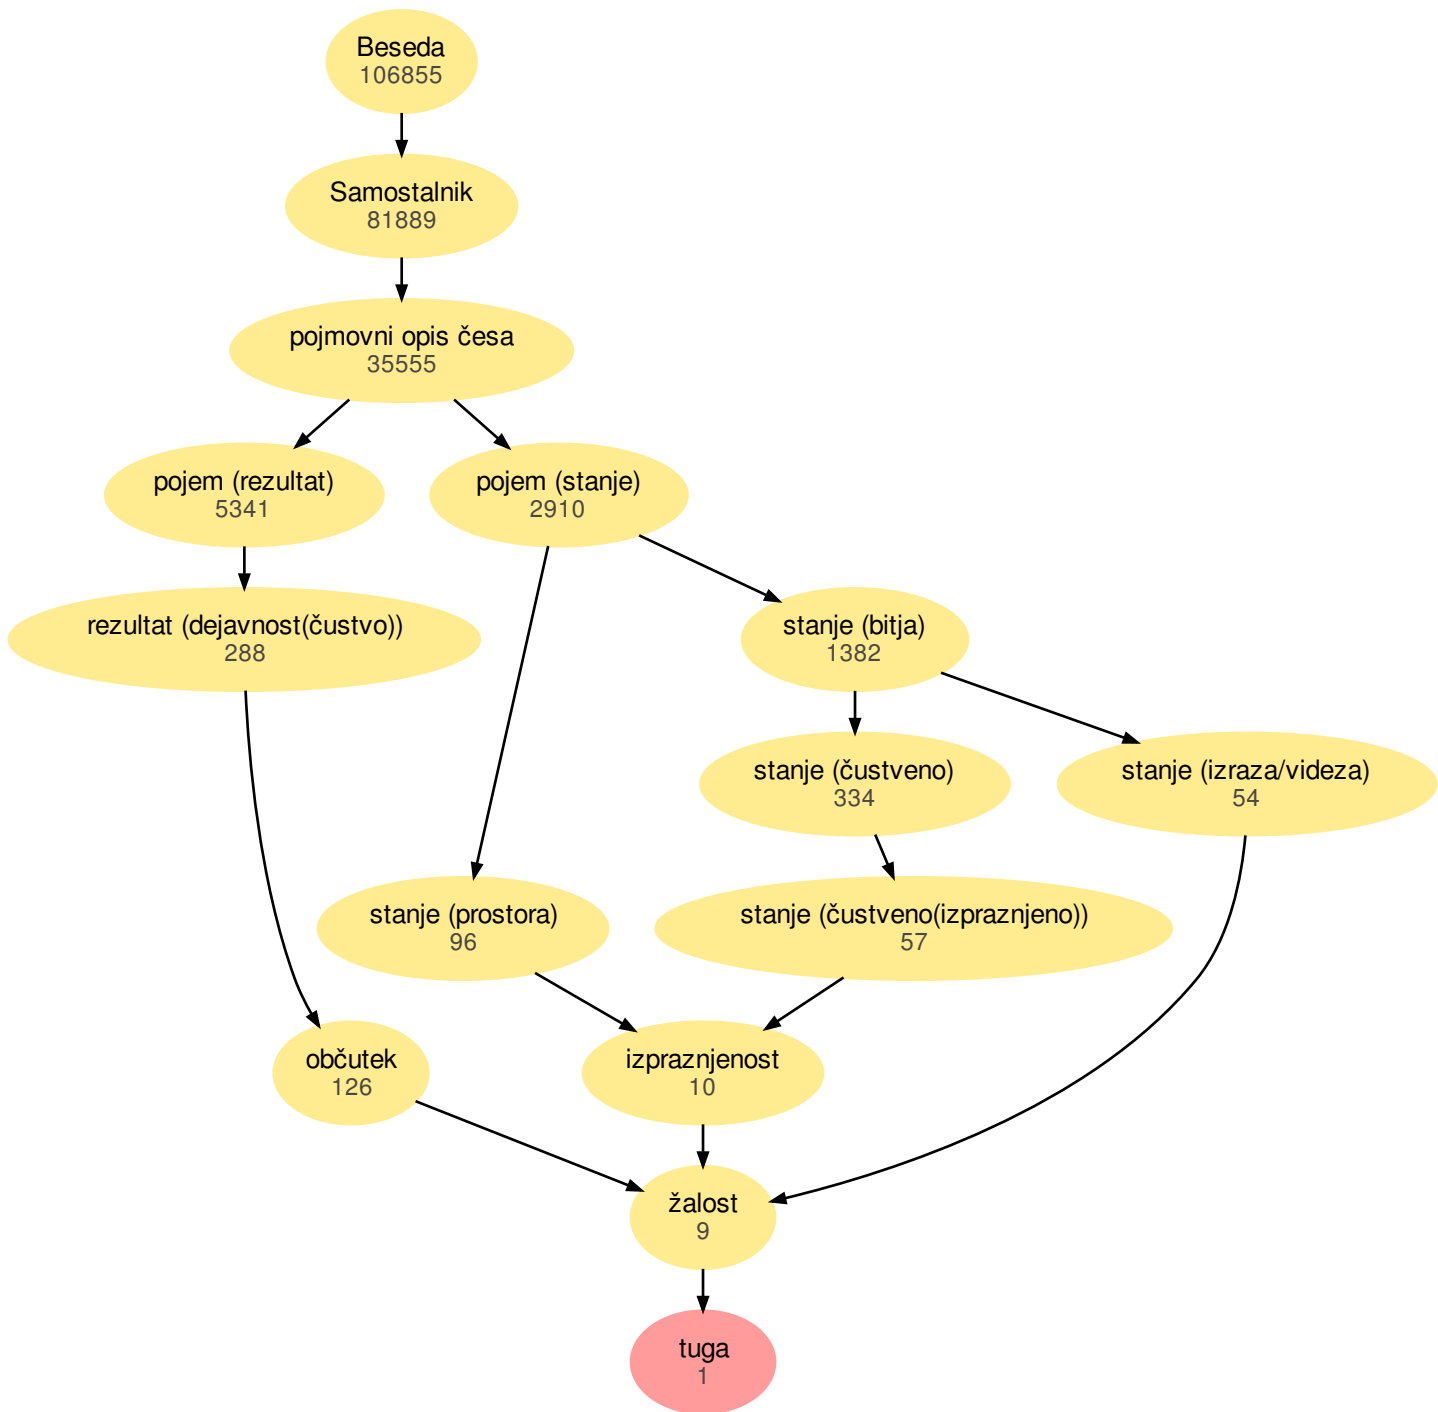 Beseda
106855
Samostalnik
81889
pojmovni opis česa
35555
pojem (rezultat)
5341
pojem (stanje)
2910
rezultat (dejavnost(čustvo))
288
stanje (bitja)
1382
stanje (čustveno)
334
stanje (izraza/videza)
54
stanje (prostora)
96
stanje (čustveno(izpraznjeno))
57
občutek
126
izpraznjenost
10
žalost
9
tuga
1